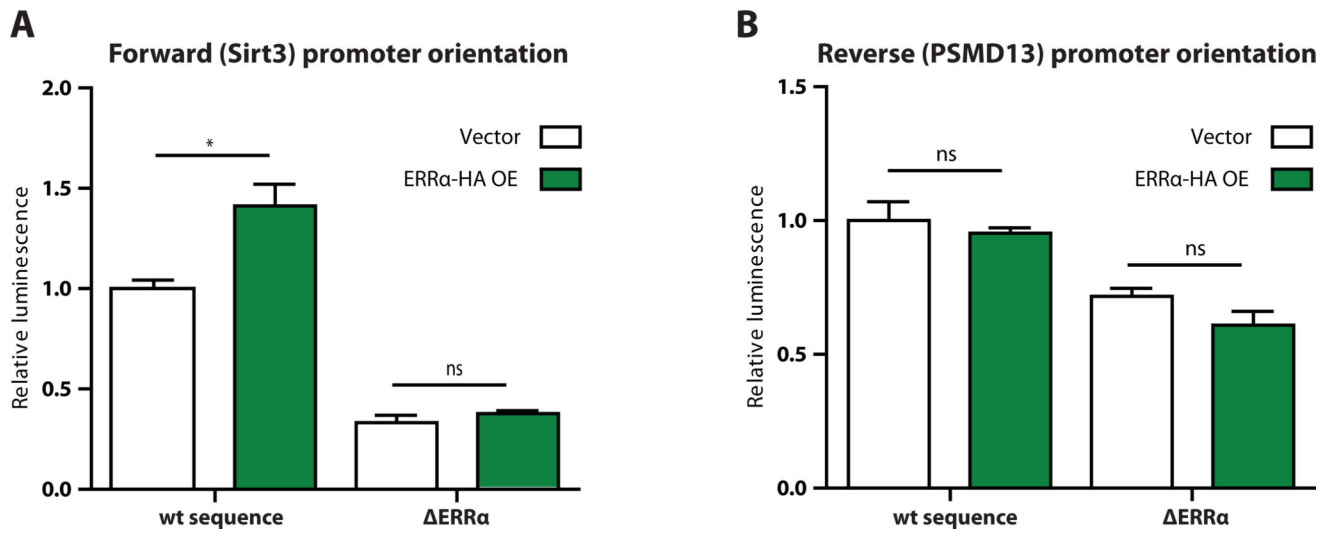 A
Forward (Sirt3) promoter orientation
Relative luminescence
2.0
1.5
1.0
0.5
0.0
Vector
ERRα-HA OE
*
ns
wt sequence
ΔERRα
B
Reverse (PSMD13) promoter orientation
Relative luminescence
1.5
1.0
0.5
0.0
Vector
ERRα-HA OE
ns
ns
wt sequence
ΔERRα